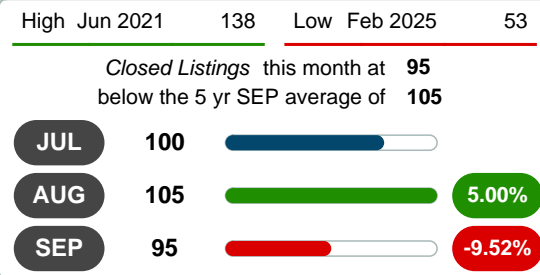 High Jun 2021 138 Low Feb 2025 53
Closed Listings this month at 95
below the 5 yr SEP average of 105
JUL 100
AUG 105 5.00%
SEP 95 -9.52%